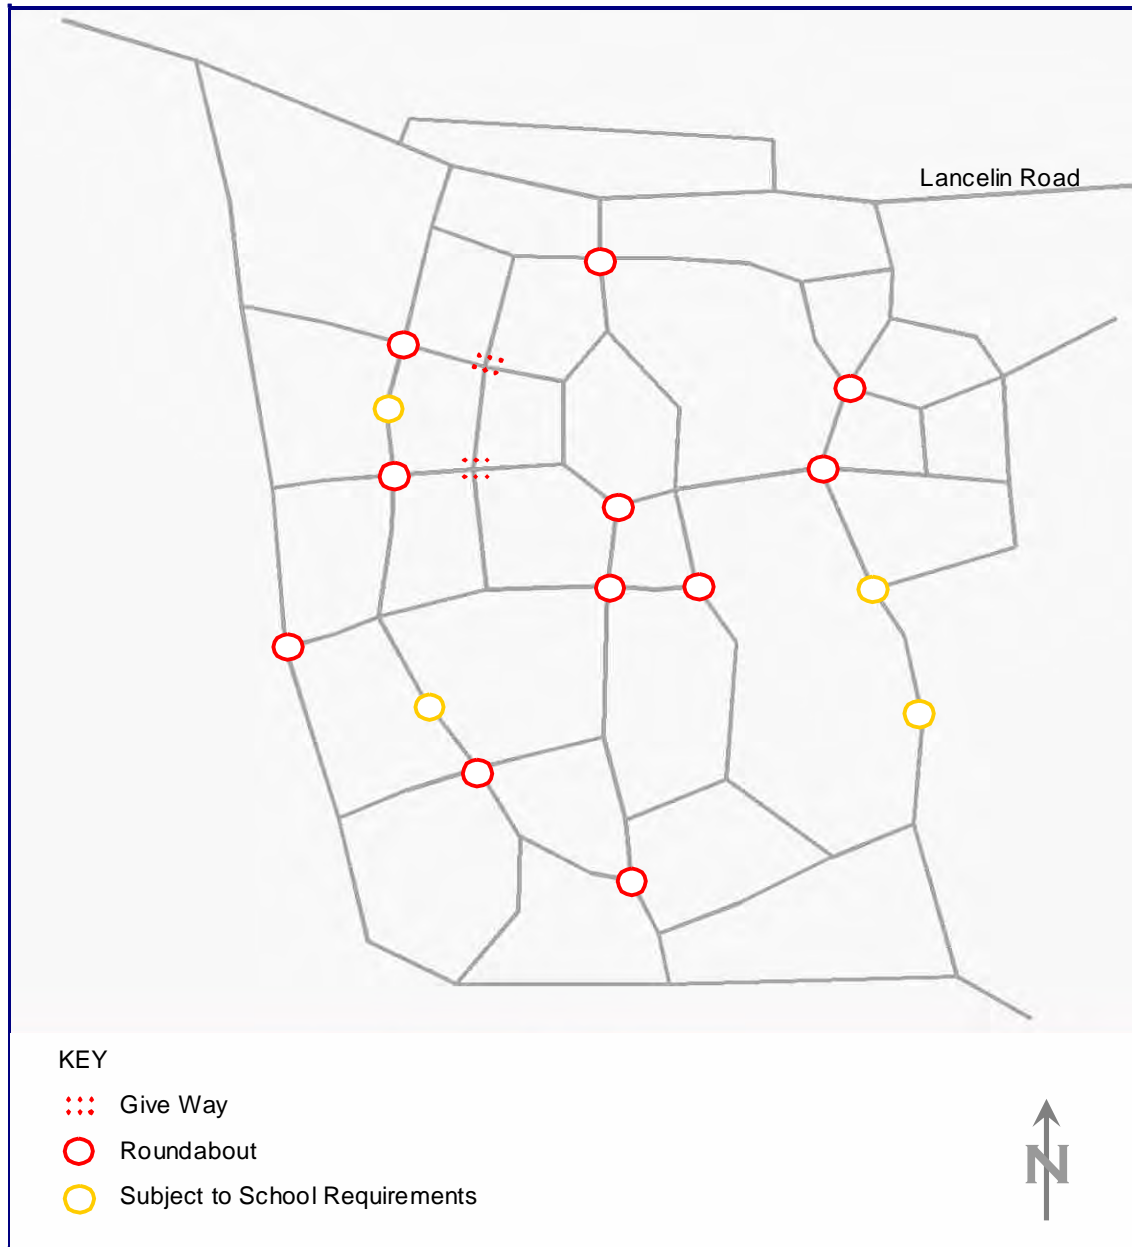 Lancelin Road
KEY
Give Way
Roundabout
N
Subject to School Requirements